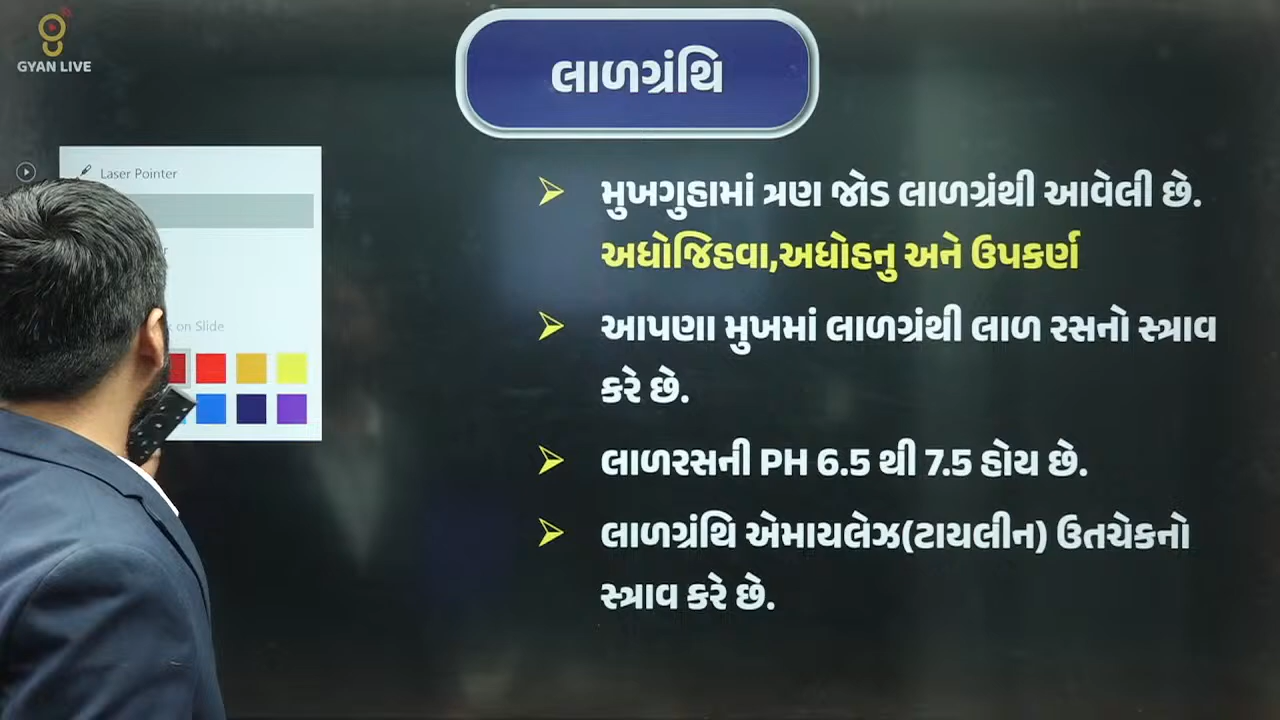 GYAN LIVE
લાળગ્રંથિ
Laser Pointer
on Slide
મુખગુહામાં ત્રણ જોડ લાળગ્રંથી આવેલી છે.
અધોજિહવા,અધોહનુ અને ઉપકર્ણ
આપણા મુખમાં લાળગ્રંથી લાળ રસનો સ્ત્રાવ
કરે છે.
લાળરસની PH 6.5 થી 7.5 હોય છે.
લાળગ્રંથિ એમાયલેઝ(ટાયલીન) ઉતચેકનો
સ્ત્રાવ કરે છે.